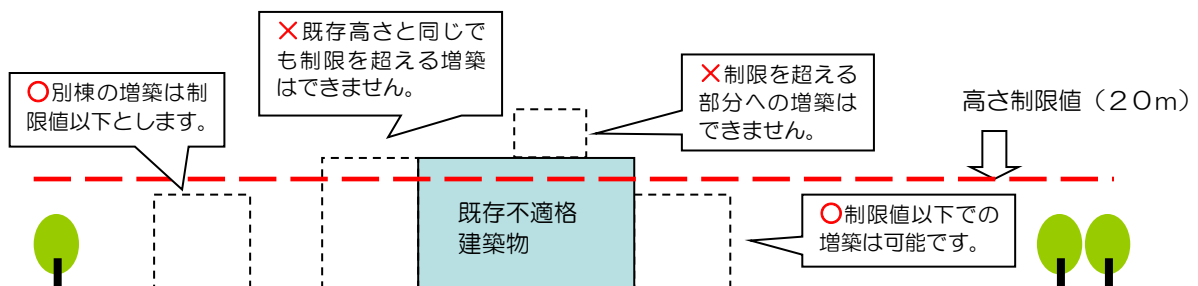 ×既存高さと同じで
も制限を超える増築
はできません。
○別棟の増築は制
限値以下とします。
×制限を超える
部分への増築は
できません。
高さ制限値（２０ｍ）
既存不適格
建築物
○制限値以下での
増築は可能です。